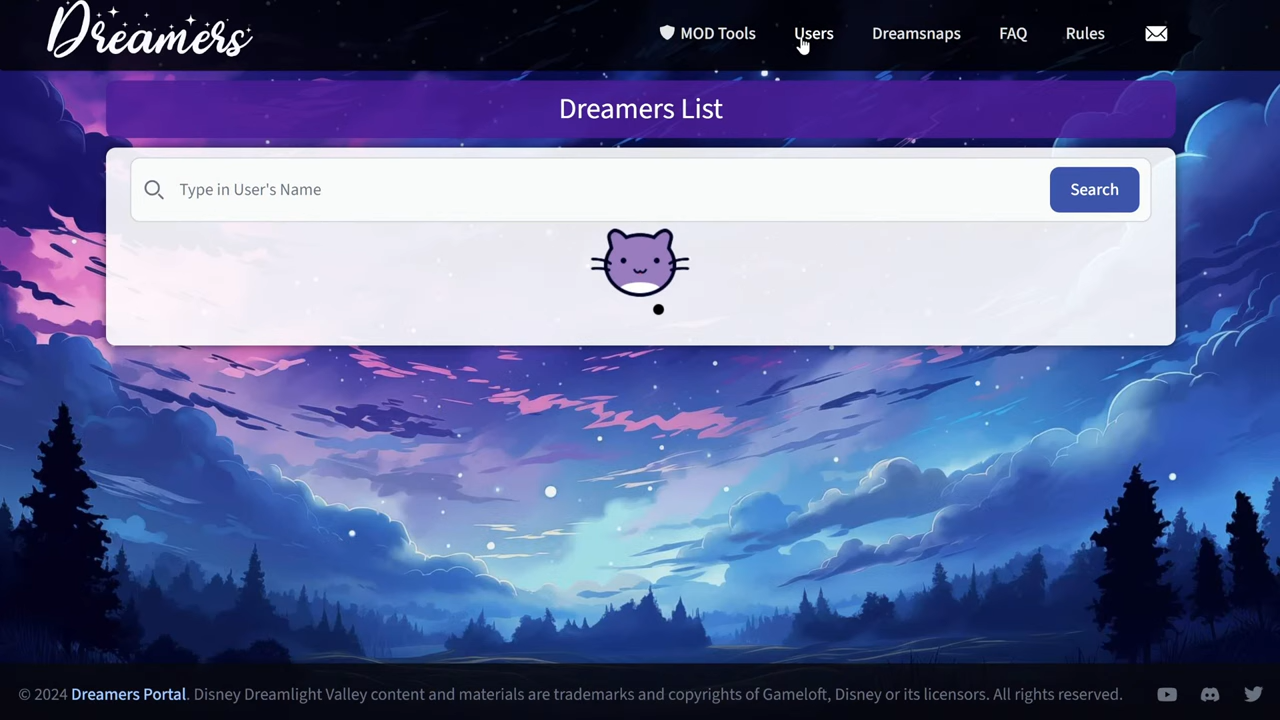 Dreamers
MOD Tools
Users
Dreamsnaps
FAQ
Rules
Dreamers List
Type in User's Name
Search
© 2024 Dreamers Portal. Disney Dreamlight Valley content and materials are trademarks and copyrights of Gameloft, Disney or its licensors. All rights reserved.